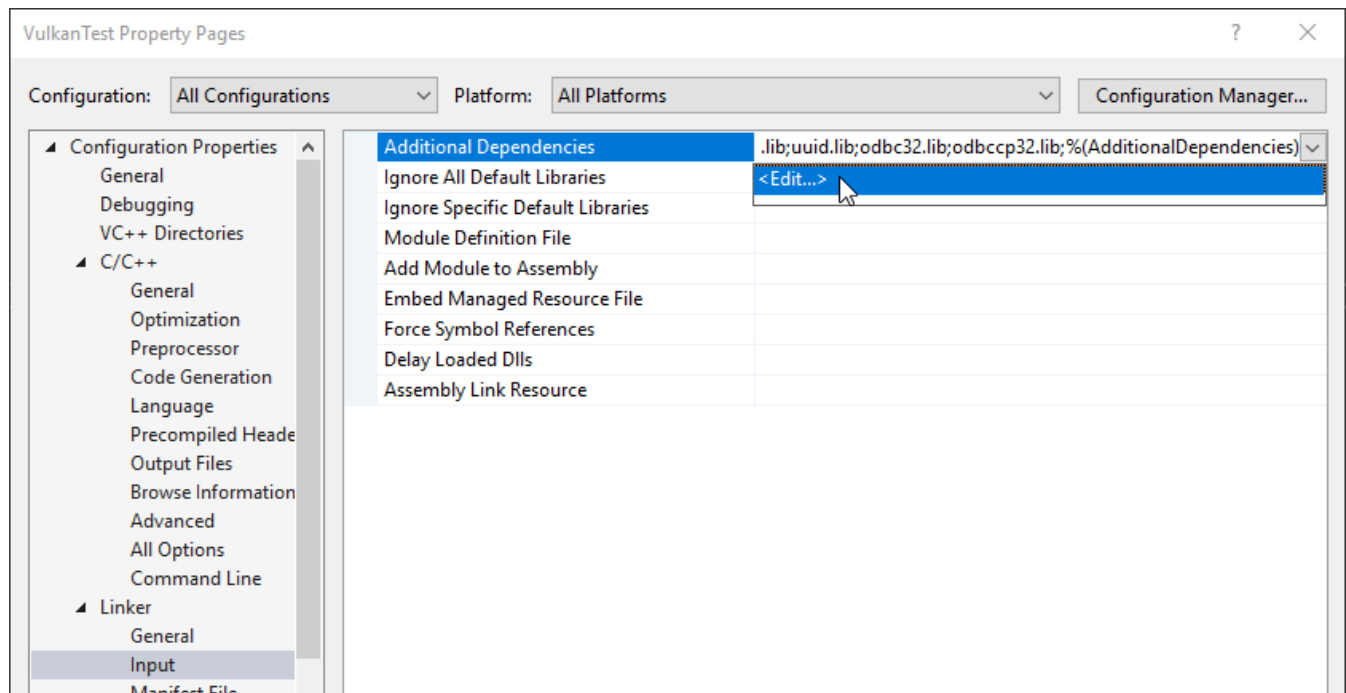 VulkanTest Property Pages ?
Configuration: All Configurations Platform: All Platforms Configuration Manager...
Configuration Properties
General
Debugging
VC++ Directories
C/C++
General
Optimization
Preprocessor
Code Generation
Language
Precompiled Heade
Output Files
Browse Information
Advanced
All Options
Command Line
Linker
General
Input
Manifest File
Additional Dependencies .lib;uuid.lib;odbc32.lib;odbccp32.lib;%(AdditionalDependencies)
Ignore All Default Libraries <Edit...>
Ignore Specific Default Libraries
Module Definition File
Add Module to Assembly
Embed Managed Resource File
Force Symbol References
Delay Loaded Dlls
Assembly Link Resource